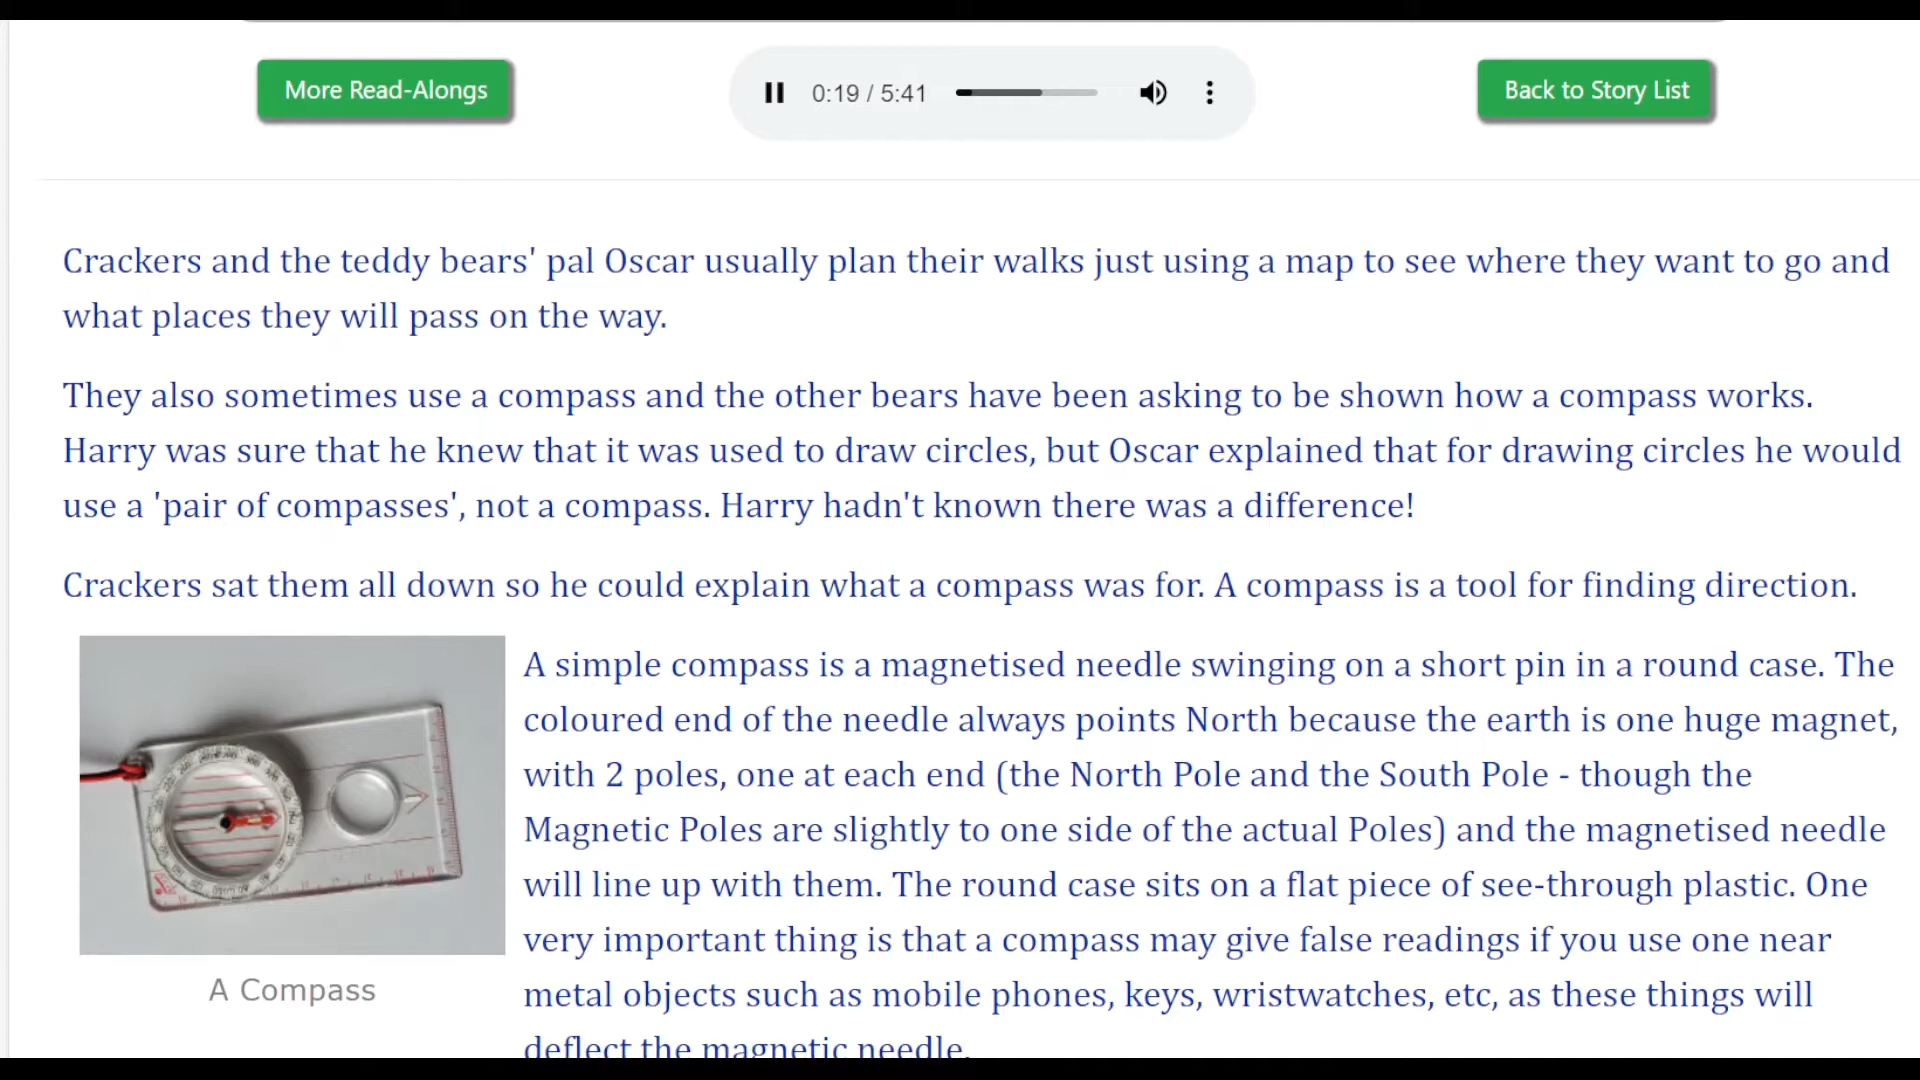 More Read-Alongs
0:19 / 5:41
Back to Story List
Crackers and the teddy bears' pal Oscar usually plan their walks just using a map to see where they want to go and
what places they will pass on the way.
They also sometimes use a compass and the other bears have been asking to be shown how a compass works.
Harry was sure that he knew that it was used to draw circles, but Oscar explained that for drawing circles he would
use a 'pair of compasses', not a compass. Harry hadn't known there was a difference!
Crackers sat them all down so he could explain what a compass was for. A compass is a tool for finding direction.
A simple compass is a magnetised needle swinging on a short pin in a round case. The
coloured end of the needle always points North because the earth is one huge magnet,
with 2 poles, one at each end (the North Pole and the South Pole - though the
Magnetic Poles are slightly to one side of the actual Poles) and the magnetised needle
will line up with them. The round case sits on a flat piece of see-through plastic. One
very important thing is that a compass may give false readings if you use one near
metal objects such as mobile phones, keys, wristwatches, etc, as these things will
deflect the magnetic needle.
A Compass